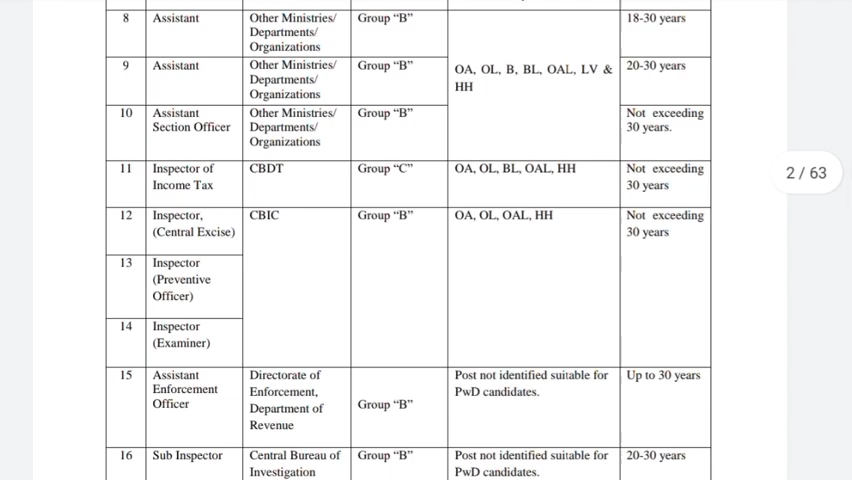 8 Assistant Other Ministries/ Group “B” 18-30 years
Departments/
Organizations
9 Assistant Other Ministries/ Group “B” OA, OL, B, BL, OAL, LV & 20-30 years
Departments/ HH
Organizations
10 Assistant Other Ministries/ Group “B” Not exceeding
Section Officer Departments/ 30 years.
Organizations
11 Inspector of CBDT Group “C” OA, OL, BL, OAL, HH Not exceeding
Income Tax 30 years
12 Inspector, CBIC Group “B” OA, OL, OAL, HH Not exceeding
(Central Excise) 30 years
13 Inspector
(Preventive
Officer)
14 Inspector
(Examiner)
15 Assistant Directorate of Post not identified suitable for Up to 30 years
Enforcement Enforcement, PwD candidates.
Officer Department of Group “B”
Revenue
16 Sub Inspector Central Bureau of Group “B” Post not identified suitable for 20-30 years
Investigation PwD candidates.
2 / 63